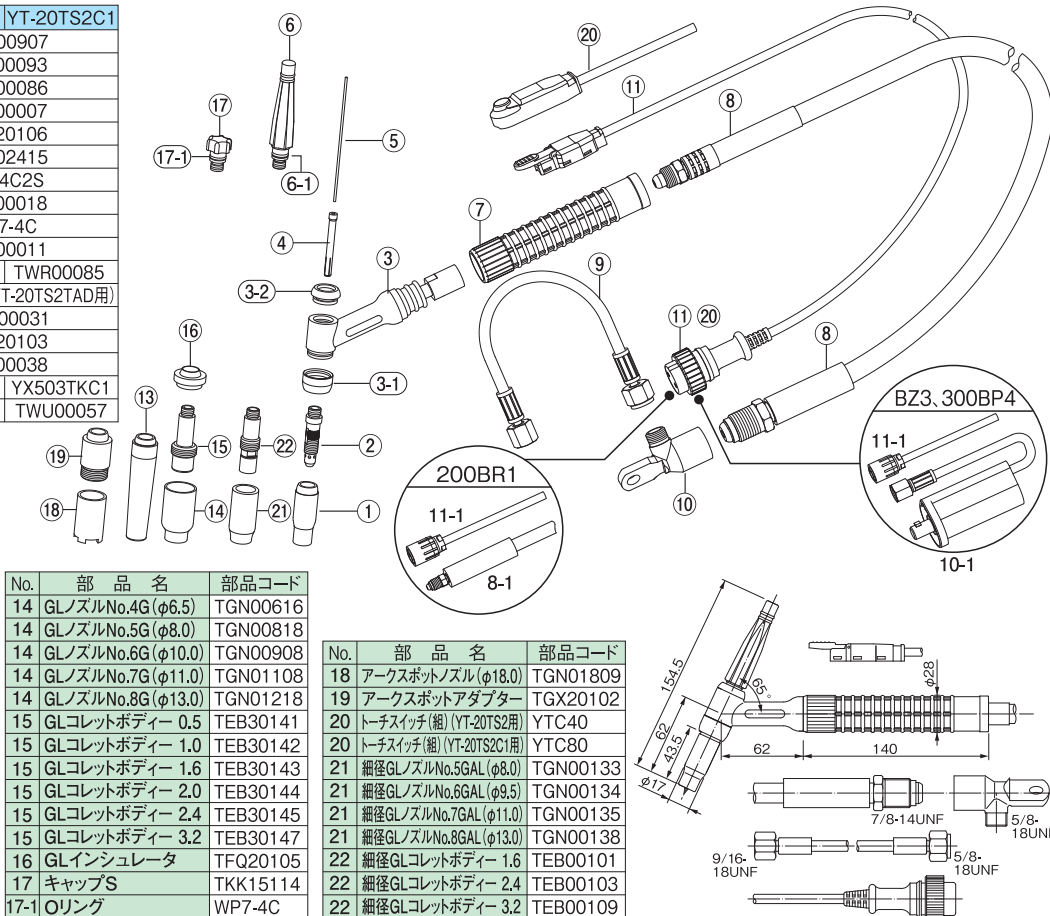 YT-20TS2C1
00907
00093
00086
00007
20106
02415
4C2S
00018
7-4C
00011
TWR00085
T-20TS2TAD用)
00031
20103
00038
YX503TKC1
TWU00057
6
17
17-1
6-1
5
4
3
3-2
3-1
16
13
15
22
2
19
18
14
21
1
20
11
8
7
9
11 20
8
10
200BR1
11-1
8-1
BZ3、300BP4
11-1
10-1
No. 部品名 部品コード
14 GLノズルNo.4G(φ6.5) TGN00616
14 GLノズルNo.5G(φ8.0) TGN00818
14 GLノズルNo.6G(φ10.0) TGN00908
14 GLノズルNo.7G(φ11.0) TGN01108
14 GLノズルNo.8G(φ13.0) TGN01218
15 GLコレットボディー 0.5 TEB30141
15 GLコレットボディー 1.0 TEB30142
15 GLコレットボディー 1.6 TEB30143
15 GLコレットボディー 2.0 TEB30144
15 GLコレットボディー 2.4 TEB30145
15 GLコレットボディー 3.2 TEB30147
16 GLインシュレータ TFQ20105
17 キャップS TKK15114
17-1 Oリング WP7-4C
No. 部品名 部品コード
18 アークスポットノズル(φ18.0) TGN01809
19 アークスポットアダプター TGX20102
20 トーチスイッチ(組)(YT-20TS2用) YTC40
20 トーチスイッチ(組)(YT-20TS2C1用) YTC80
21 細径GLノズルNo.5GAL(φ8.0) TGN00133
21 細径GLノズルNo.6GAL(φ9.5) TGN00134
21 細径GLノズルNo.7GAL(φ11.0) TGN00135
21 細径GLノズルNo.8GAL(φ13.0) TGN00138
22 細径GLコレットボディー 1.6 TEB00101
22 細径GLコレットボディー 2.4 TEB00103
22 細径GLコレットボディー 3.2 TEB00109
154.5
65°
62
43.5
φ17
62
140
φ28
7/8-14UNF
5/8-
18UNF
9/16-
18UNF
5/8-
18UNF